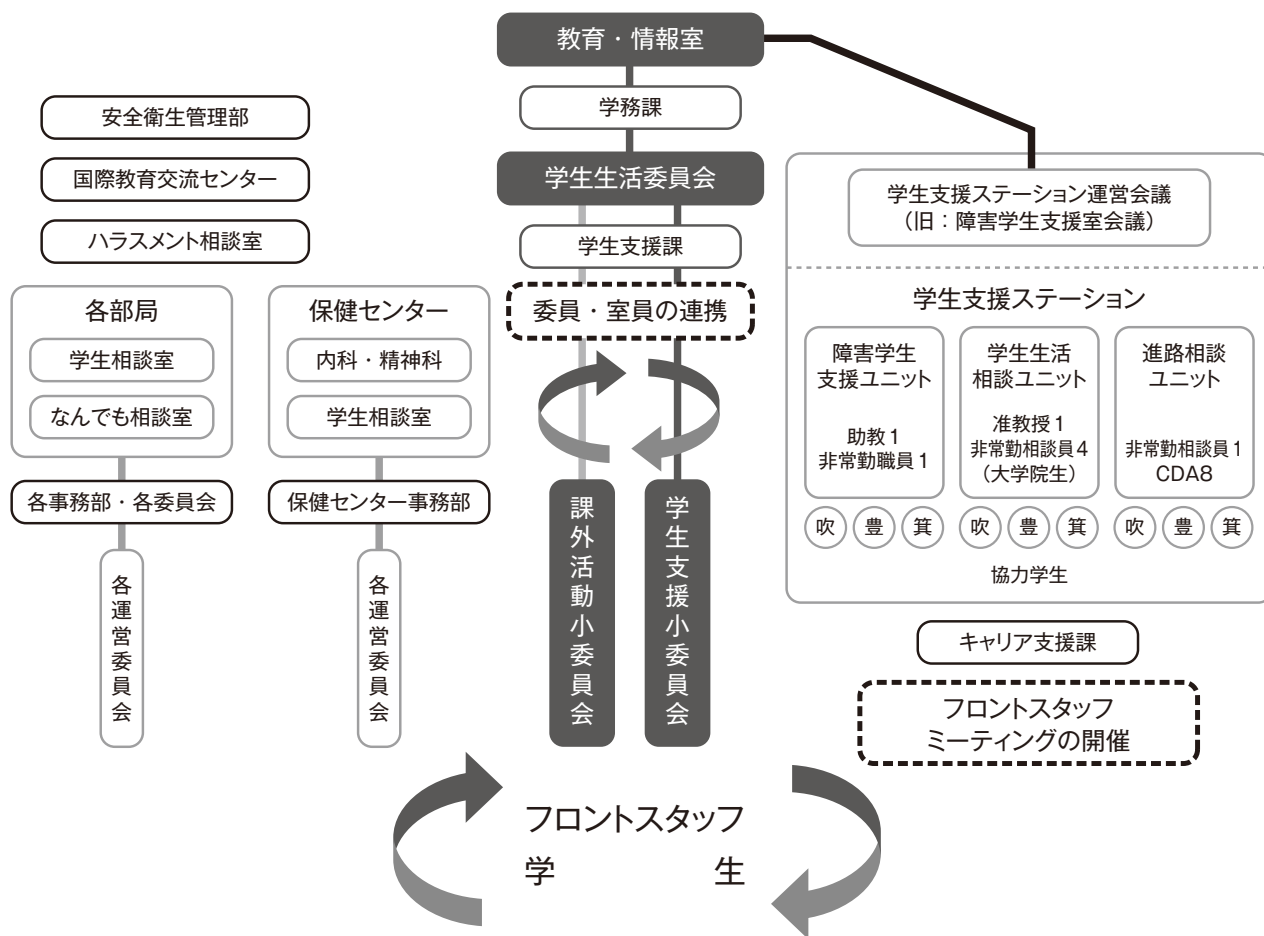 教育・情報室
学務課
学生生活委員会
学生支援課
委員・室員の連携
課外活動小委員会
学生支援小委員会
安全衛生管理部
国際教育交流センター
ハラスメント相談室
各部局
学生相談室
なんでも相談室
各事務部・各委員会
各運営委員会
保健センター
内科・精神科
学生相談室
保健センター事務部
各運営委員会
学生支援ステーション運営会議
（旧：障害学生支援室会議）
学生支援ステーション
障害学生
支援ユニット
助教1
非常勤職員1
学生生活
相談ユニット
准教授1
非常勤相談員4
（大学院生）
進路相談
ユニット
非常勤相談員1
CDA8
吹 豊 箕
吹 豊 箕
吹 豊 箕
協力学生
キャリア支援課
フロントスタッフ
ミーティングの開催
フロントスタッフ
学 生